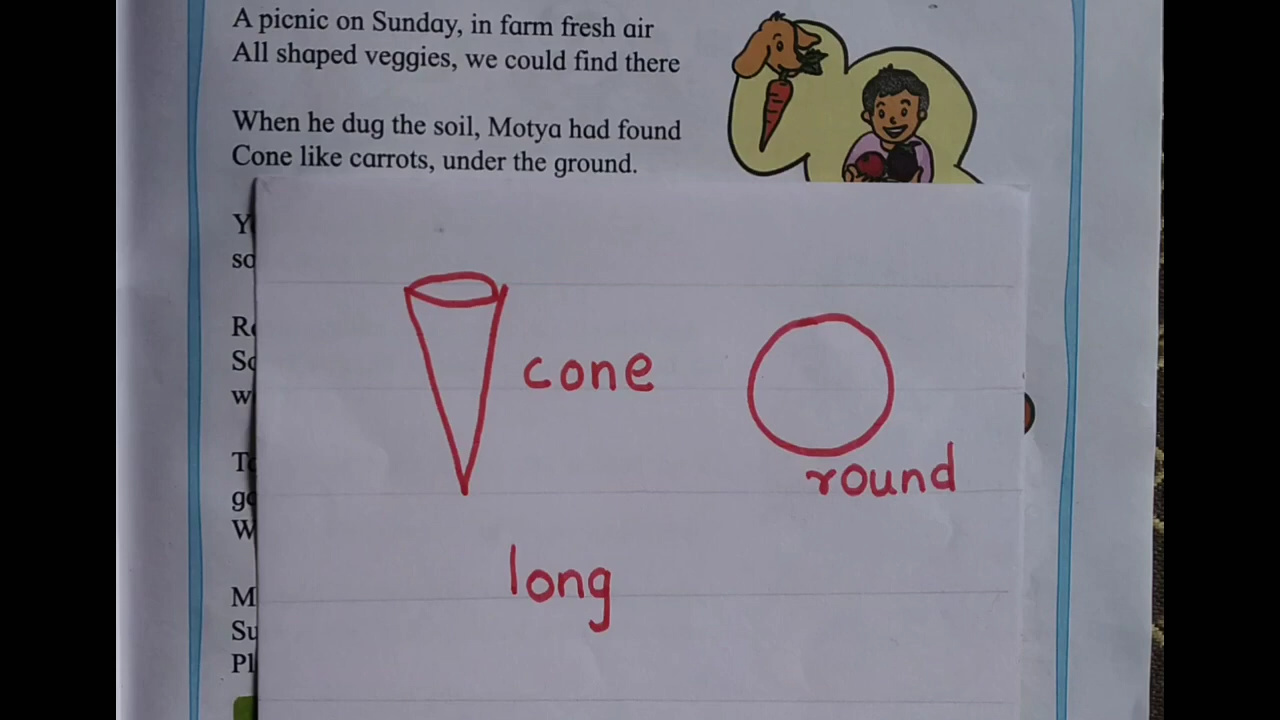 A picnic on Sunday, in farm fresh air
All shaped veggies, we could find there
When he dug the soil, Motya had found
Cone like carrots, under the ground.
cone
round
long